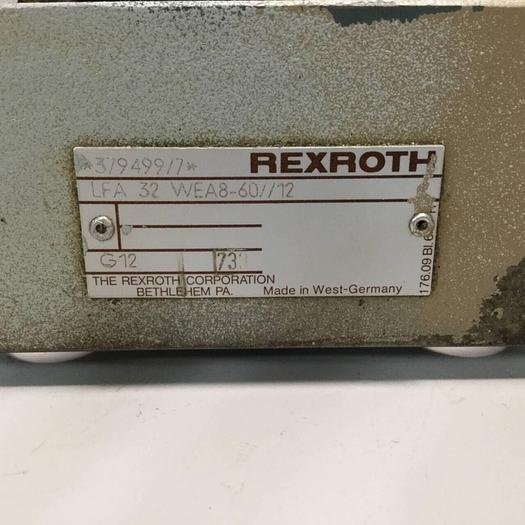 *379499/7* REXROTH
LFA 32 WEA8-60//12
G12
THE REXROTH CORPORATION
BETHLEHEM PA. Made in West-Germany
176.09 Bl.